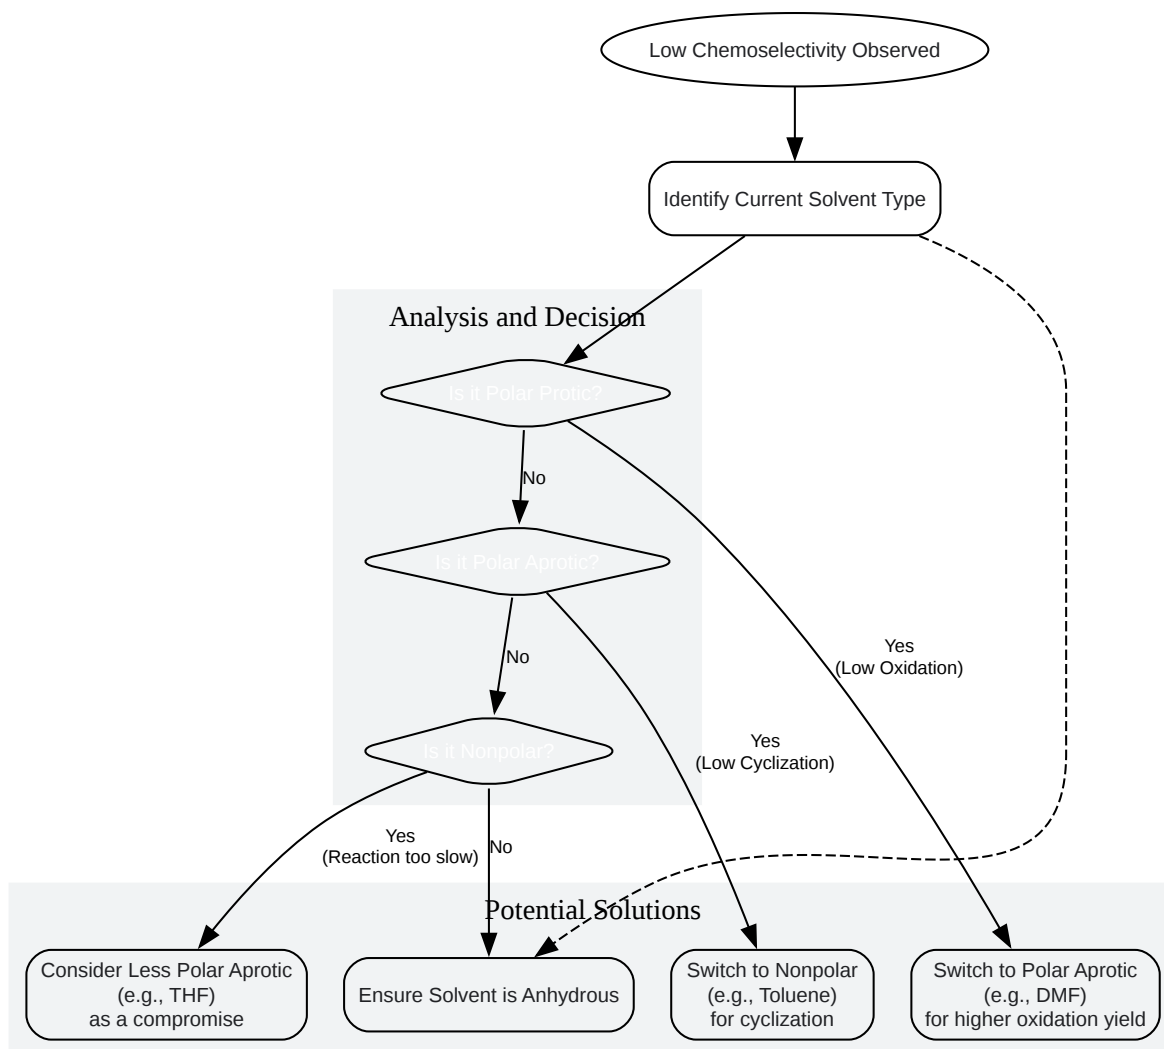 Low Chemoselectivity Observed
Identify Current Solvent Type
Analysis and Decision
Is it Polar Protic?
No
Is it Polar Aprotic?
Yes
(Low Oxidation)
No
Yes
(Low Cyclization)
Is it Nonpolar?
Yes
(Reaction too slow)
No
Potential Solutions
Consider Less Polar Aprotic
(e.g., THF)
as a compromise
Ensure Solvent is Anhydrous
Switch to Nonpolar
(e.g., Toluene)
for cyclization
Switch to Polar Aprotic
(e.g., DMF)
for higher oxidation yield